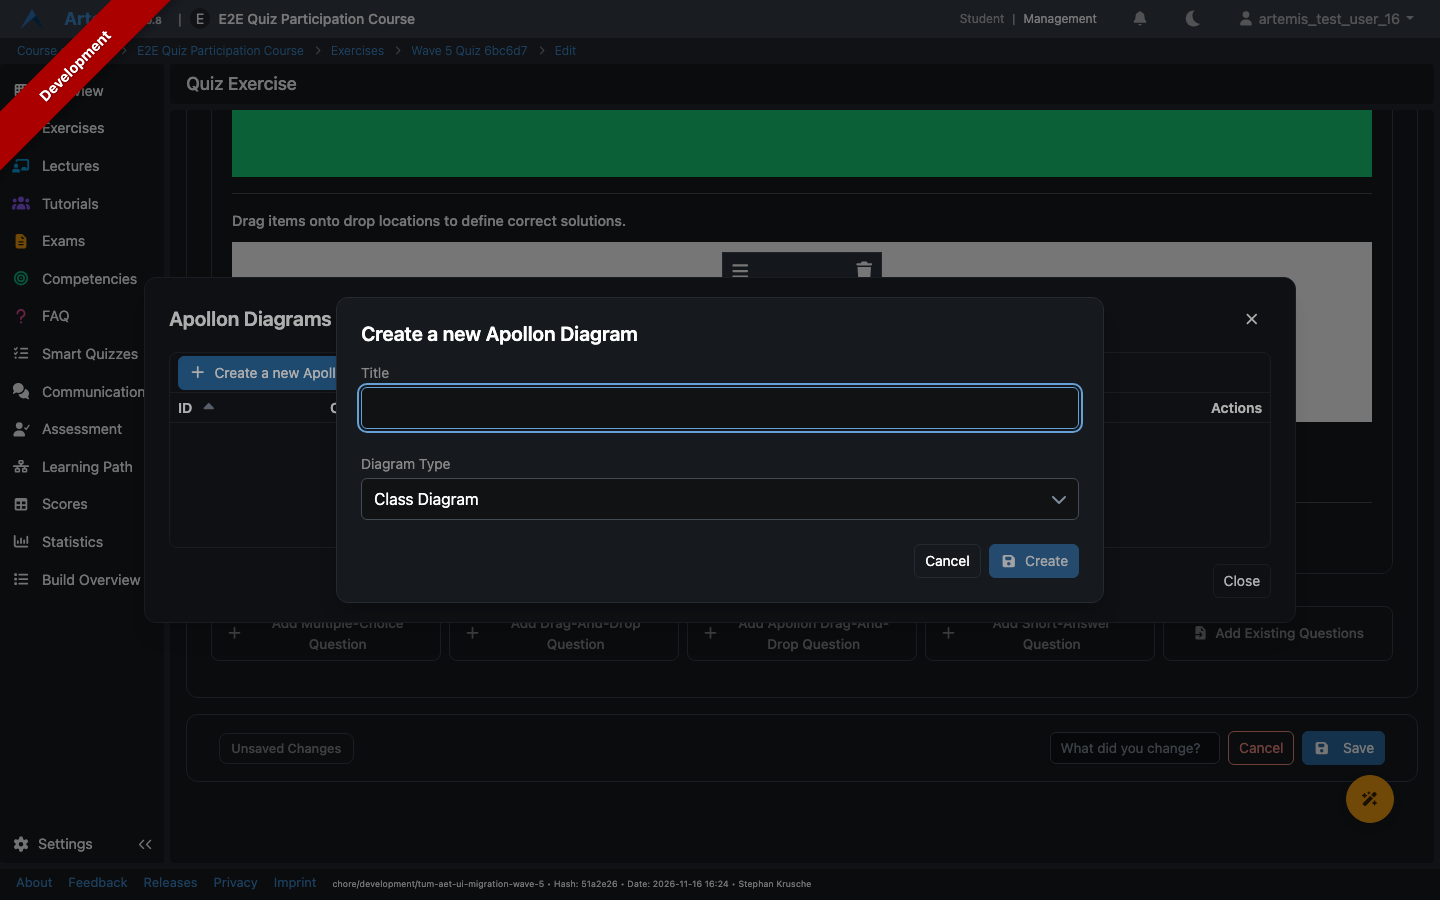 Development
E E2E Quiz Participation Course
Student | Management
artemis_test_user_16
Course
E2E Quiz Participation Course
Exercises
Wave 5 Quiz 6bc6d7
Edit
Quiz Exercise
Exercises
Lectures
Tutorials
Exams
Competencies
FAQ
Smart Quizzes
Communication
Assessment
Learning Path
Scores
Statistics
Build Overview
Settings
Drag items onto drop locations to define correct solutions.
Apollon Diagrams
Create a new Apoll
ID
Actions
Close
Create a new Apollon Diagram
Title
Diagram Type
Class Diagram
Cancel
Create
Add Multiple-Choice
Question
Add Drag-And-Drop
Question
Add Apollon Drag-And-
Drop Question
Add Short-Answer
Question
Add Existing Questions
Unsaved Changes
What did you change?
Cancel
Save
About
Feedback
Releases
Privacy
Imprint
chore/development/tum-aet-ui-migration-wave-5 • Hash: 51a2e26 • Date: 2026-11-16 16:24 • Stephan Krusche